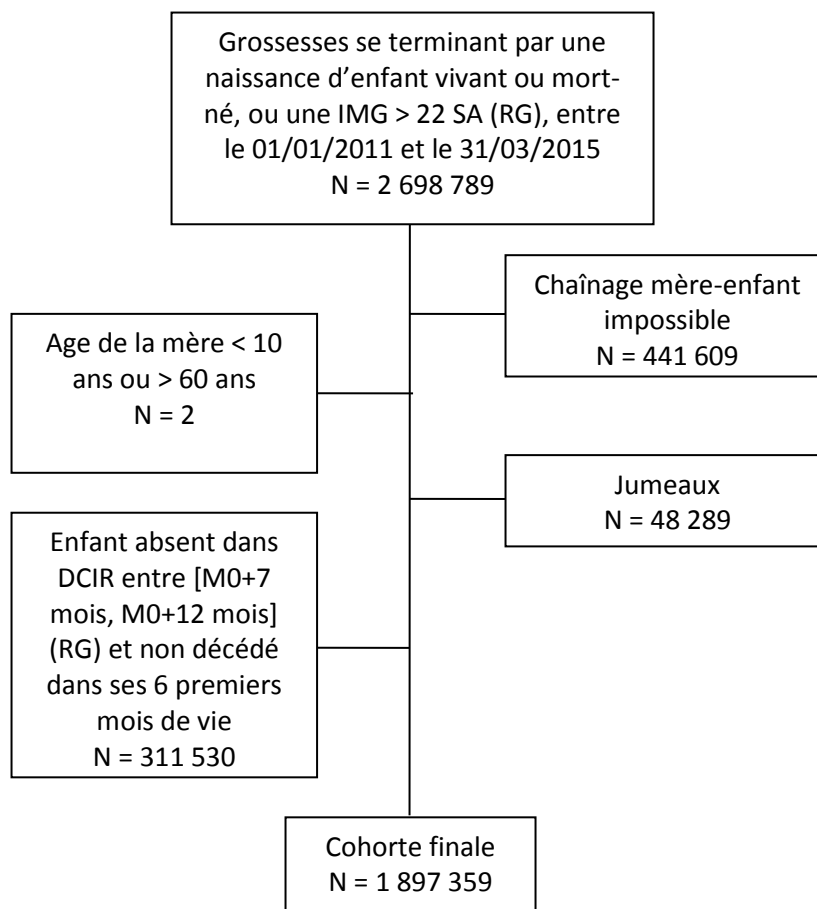 Grossesses se terminant par une
naissance d'enfant vivant ou mort-
né, ou une IMG > 22 SA (RG), entre
le 01/01/2011 et le 31/03/2015
N = 2 698 789
Chaînage mère-enfant
impossible
N = 441 609
Age de la mère < 10
ans ou > 60 ans
N = 2
Jumeaux
N = 48 289
Enfant absent dans
DCIR entre [M0+7
mois, M0+12 mois]
(RG) et non décédé
dans ses 6 premiers
mois de vie
N = 311 530
Cohorte finale
N = 1 897 359